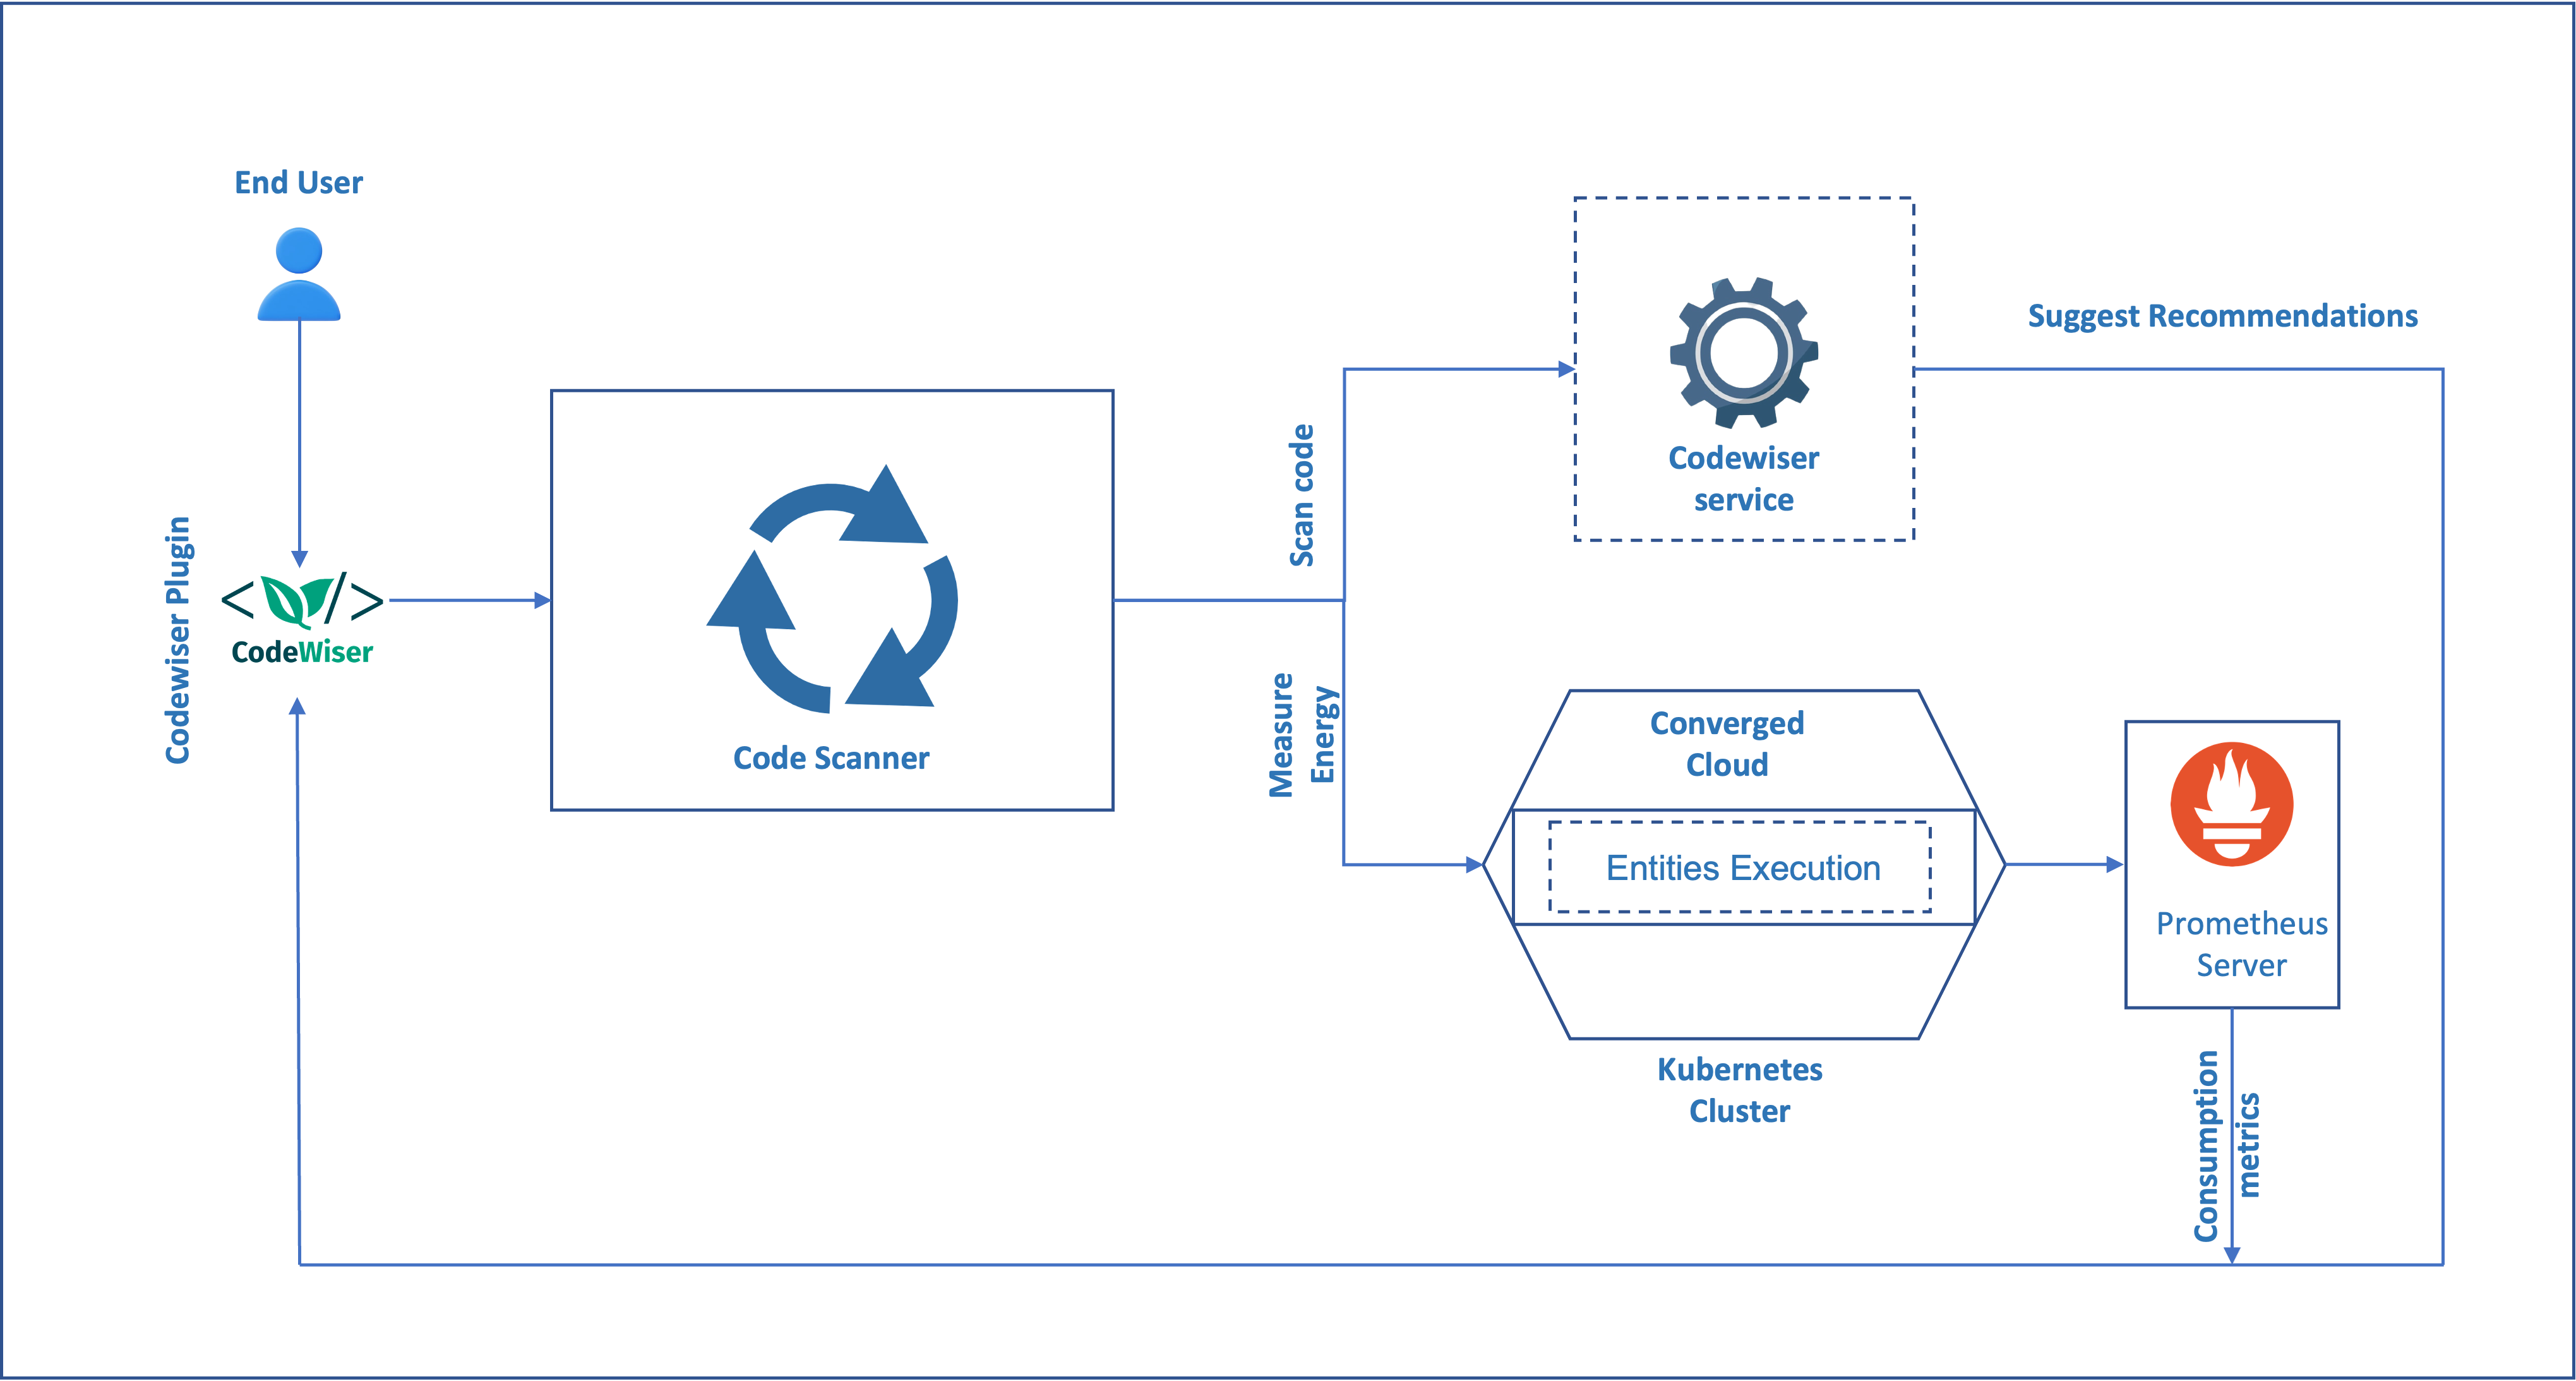 End User
Codewiser Plugin
CodeWiser
Code Scanner
Scan code
Measure
Energy
Codewiser
service
Suggest Recommendations
Converged
Cloud
Entities Execution
Kubernetes
Cluster
Prometheus
Server
Consumption
metrics